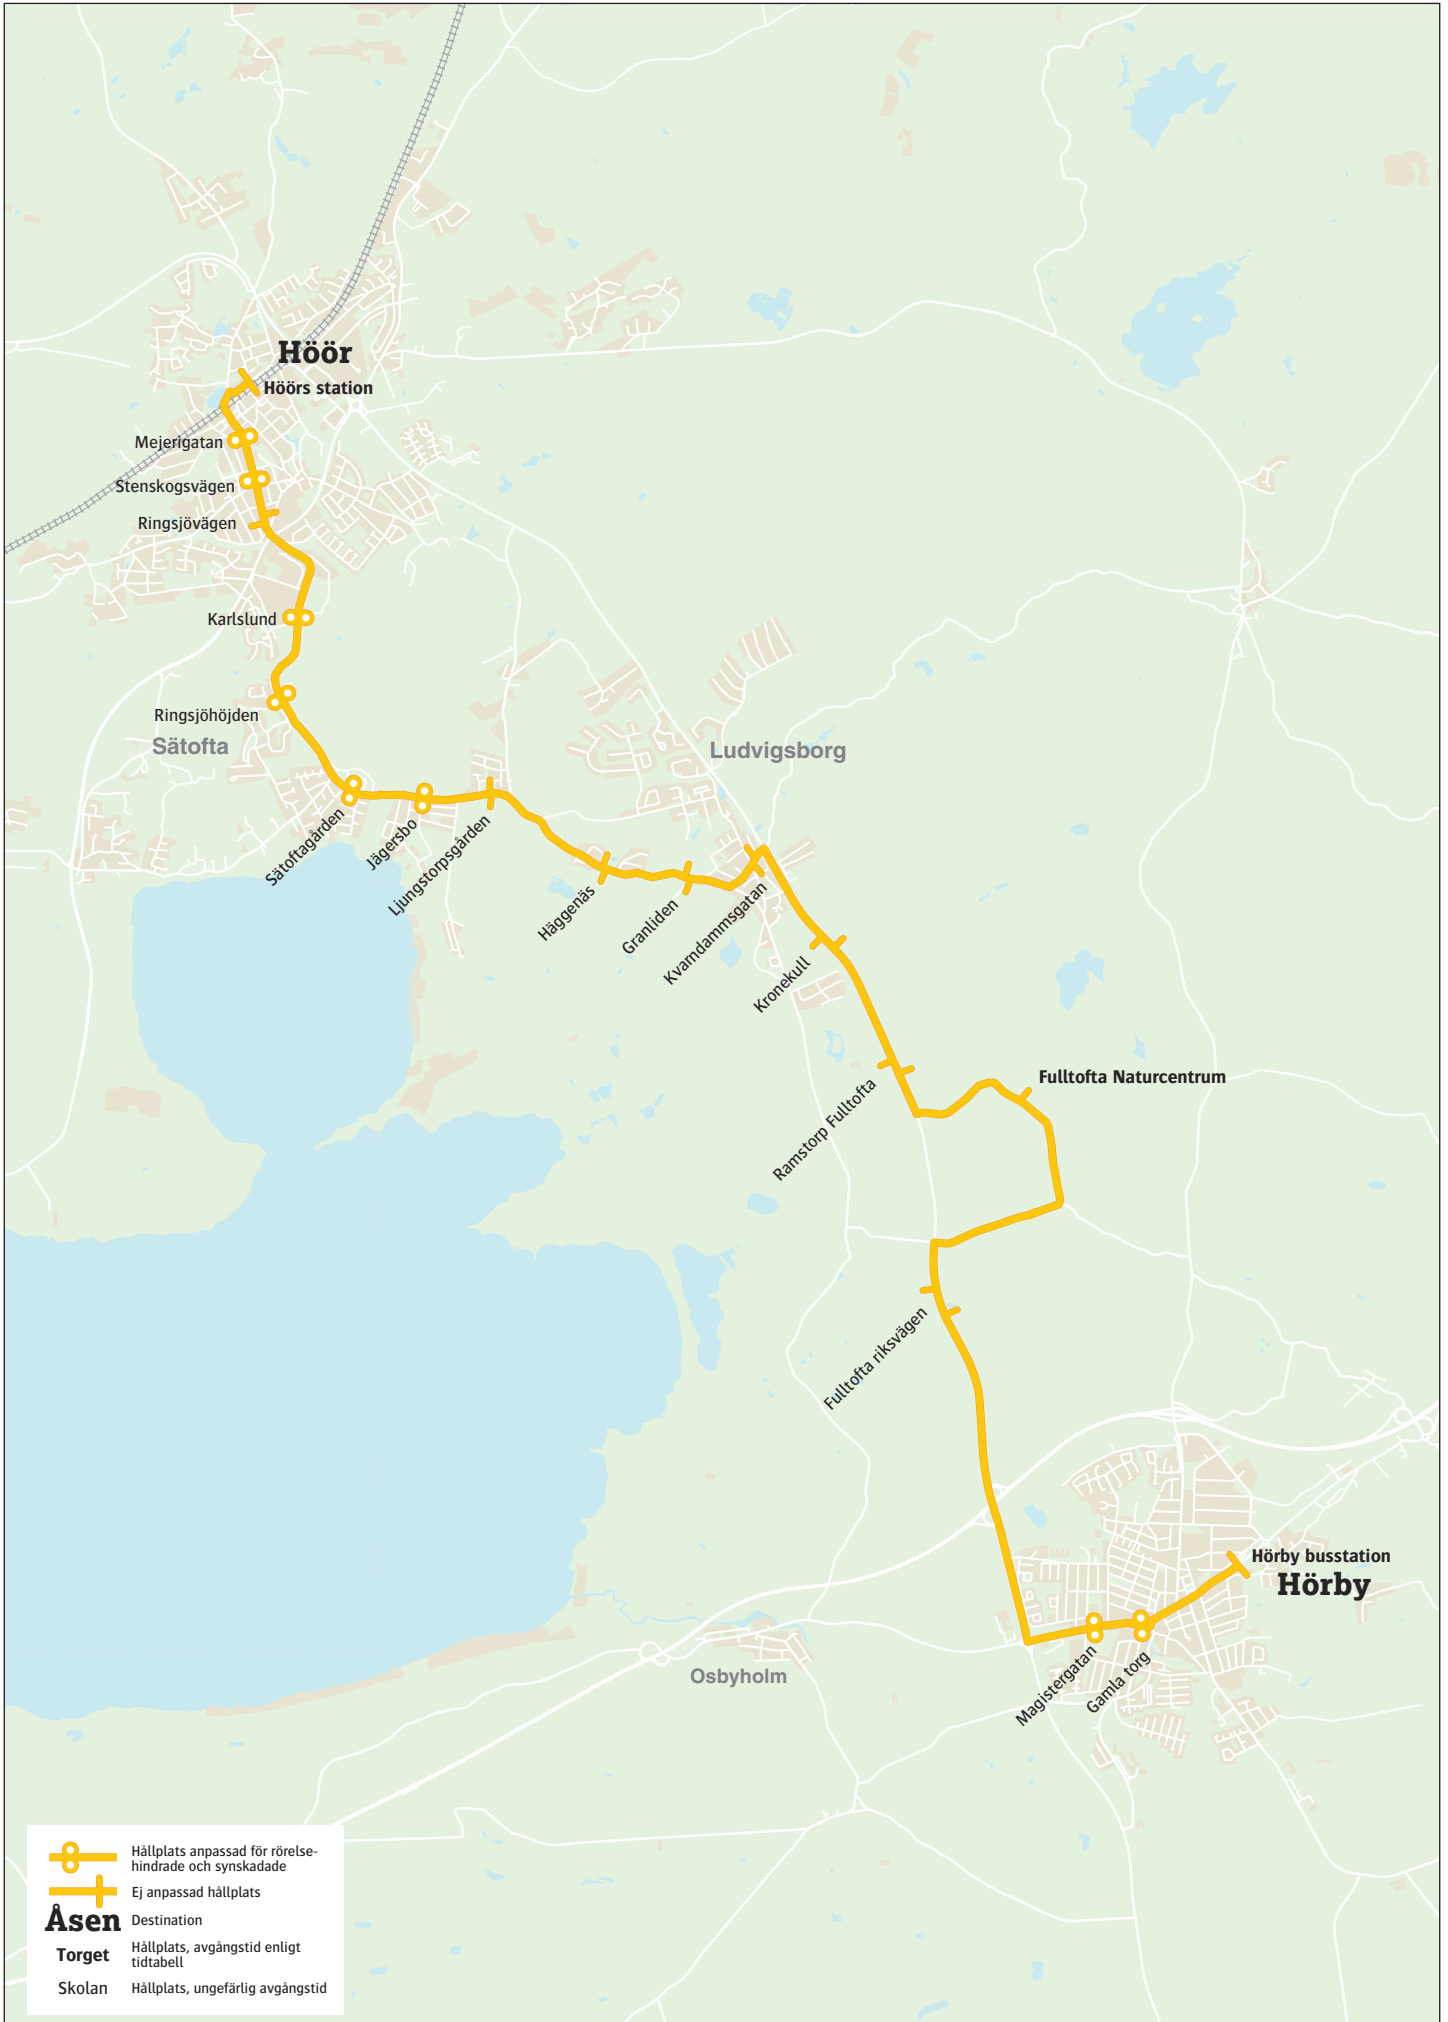 Höör
Höörs station
Mejerigatan
Stenskogsvägen
Ringsjövägen
Karlslund
Ringsjöhöjden
Sätofta
Ludvigsborg
Sätoftagården
Jägersbo
Ljungstorpsgården
Häggenäs
Granliden
Kvarndammsgatan
Kronekull
Ramstorp Fulltofta
Fulltofta Naturcentrum
Fulltofta riksvägen
Hörby busstation
Hörby
Magistergatan
Gamla torg
Osbyholm
Hållplats anpassad för rörelse-
hindrade och synskadade
Ej anpassad hållplats
Åsen Destination
Torget Hållplats, avgångstid enligt
tidtabell
Skolan Hållplats, ungefärlig avgångstid